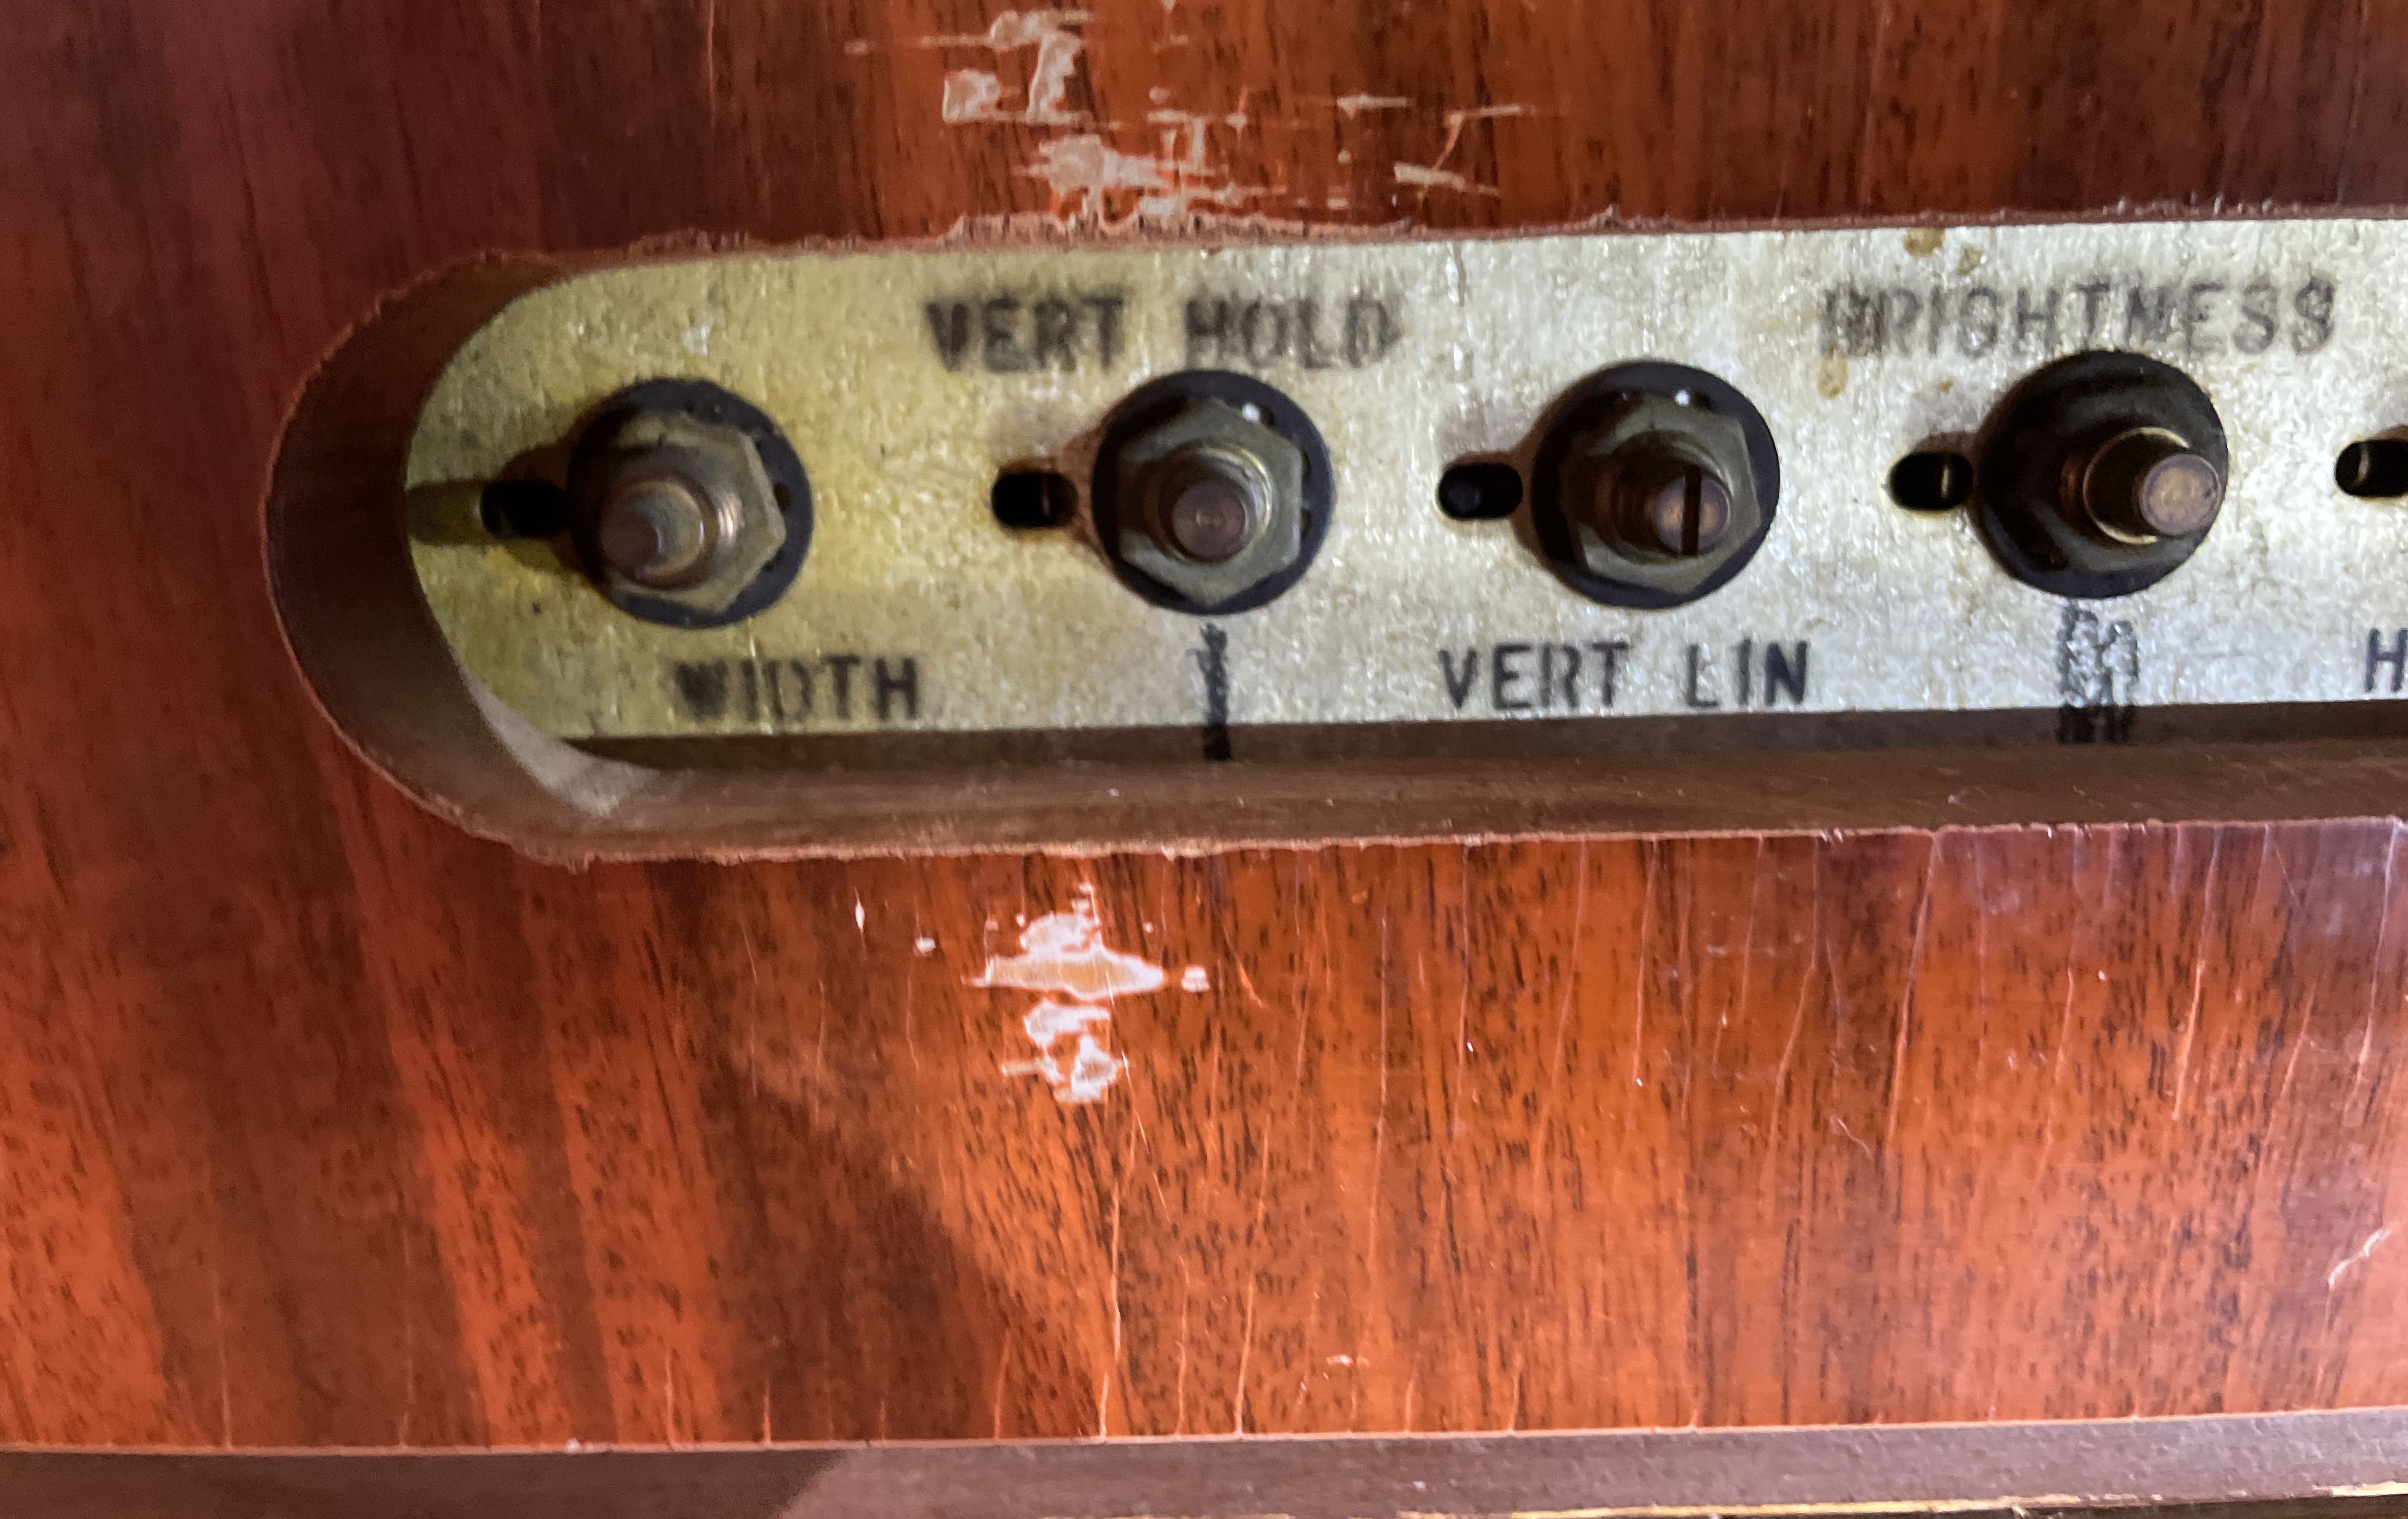 VERT HOLD
BRIGHTNESS
WIDTH
VERT LIN
H